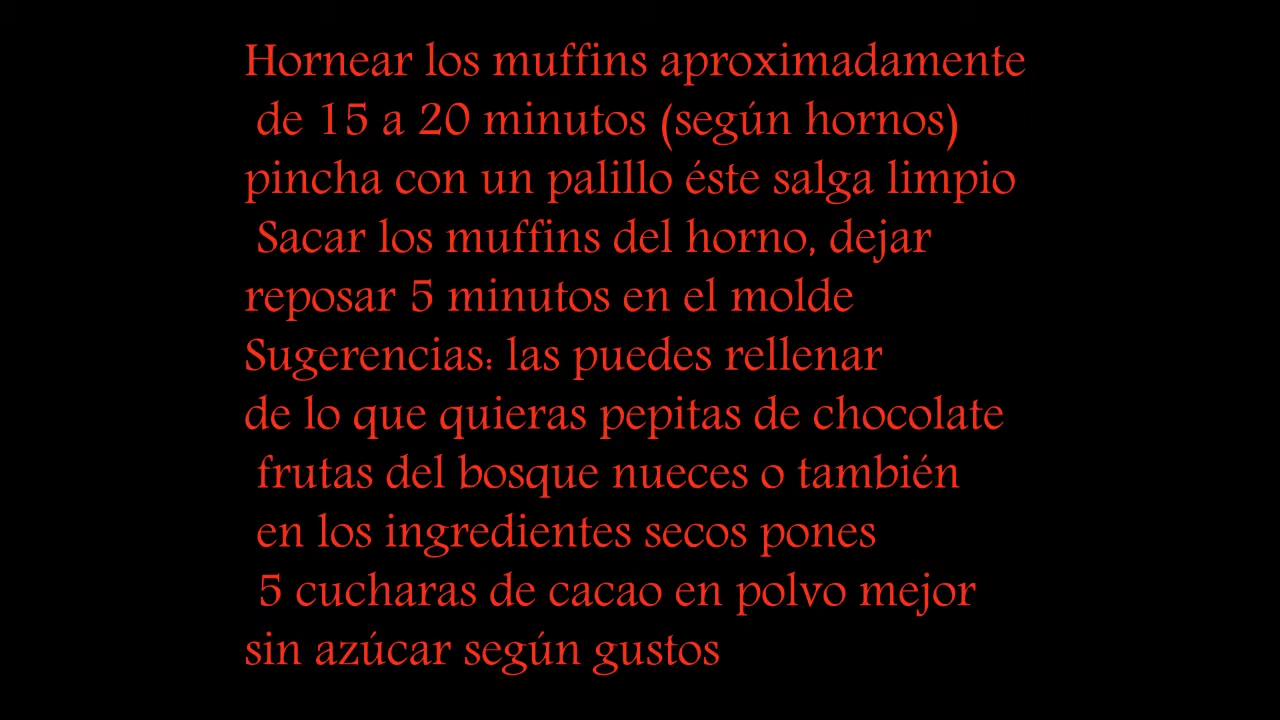 Hornear los muffins aproximadamente
de 15 a 20 minutos (según hornos)
pincha con un palillo éste salga limpio
Sacar los muffins del horno, dejar
reposar 5 minutos en el molde
Sugerencias: las puedes rellenar
de lo que quieras pepitas de chocolate
frutas del bosque nueces o también
en los ingredientes secos pones
5 cucharas de cacao en polvo mejor
sin azúcar según gustos